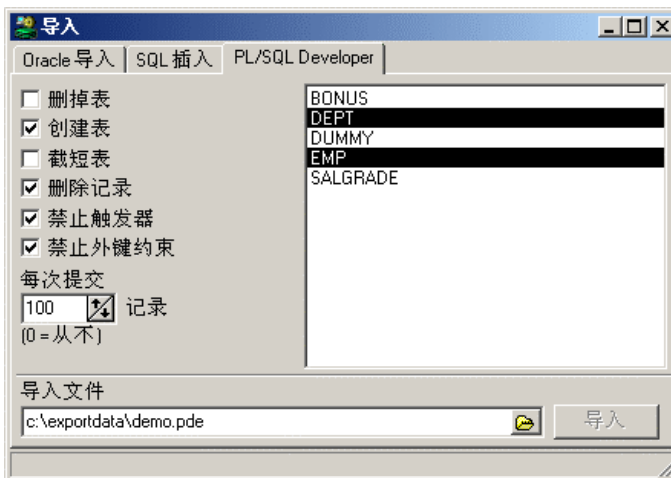 导入
Oracle 导入 SQL 插入 PL/SQL Developer
删掉表
创建表
截短表
删除记录
禁止触发器
禁止外键约束
每次提交
100 记录
(0 = 从不)
BONUS
DEPT
DUMMY
EMP
SALGRADE
导入文件
c:\exportdata\demo.pde 导入